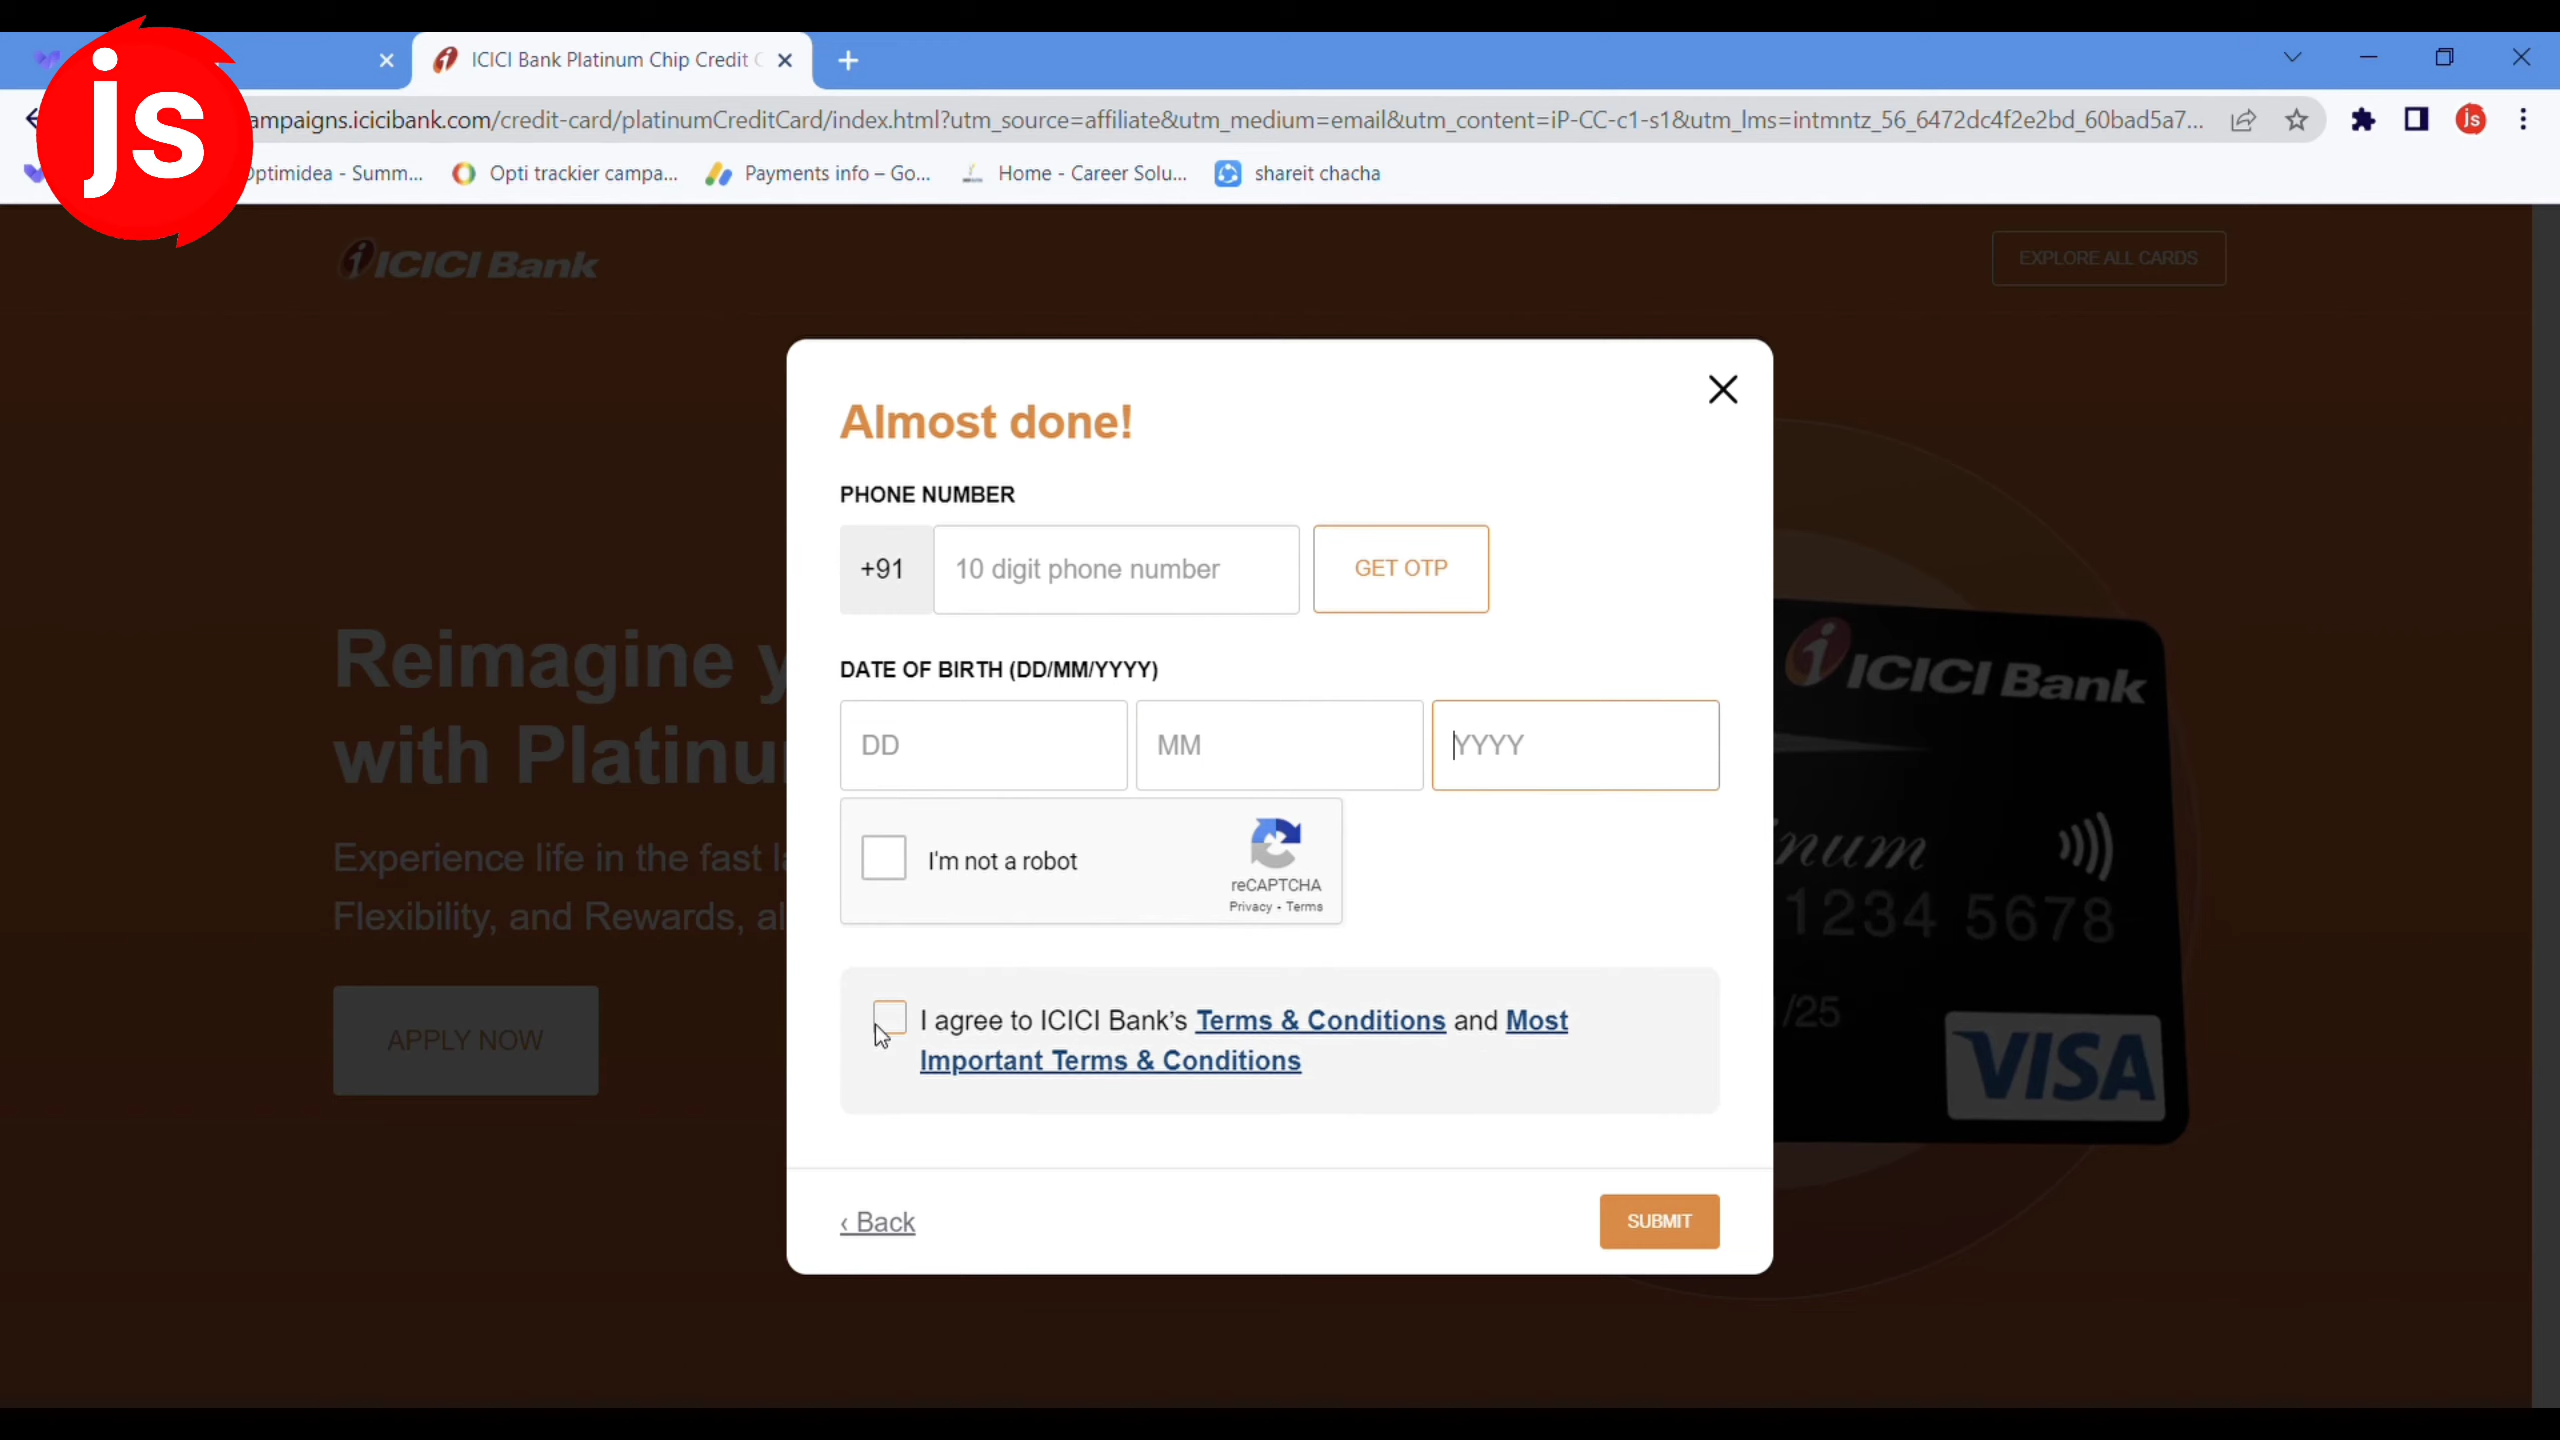 js
ICICI Bank Platinum Chip Credit C
ampaigns.icicibank.com/credit-card/platinumCreditCard/index.html?utm_source=affiliate&utm_medium=email&utm_content=iP-CC-c1-s1&utm_lms=intmntz_56_6472dc4f2e2bd_60bad5a7...
js
Optimidea - Summ...
Opti trackier campa...
Payments info – Go...
Home - Career Solu...
shareit chacha
ICICI Bank
EXPLORE ALL CARDS
Almost done!
PHONE NUMBER
+91
10 digit phone number
GET OTP
DATE OF BIRTH (DD/MM/YYYY)
DD
MM
YYYY
I'm not a robot
reCAPTCHA
Privacy - Terms
I agree to ICICI Bank’s Terms & Conditions and Most
Important Terms & Conditions
‹ Back
SUBMIT
Reimagine y
with Platinu
Experience life in the fast la
Flexibility, and Rewards, al
APPLY NOW
ICICI Bank
inum
1234 5678
/25
VISA